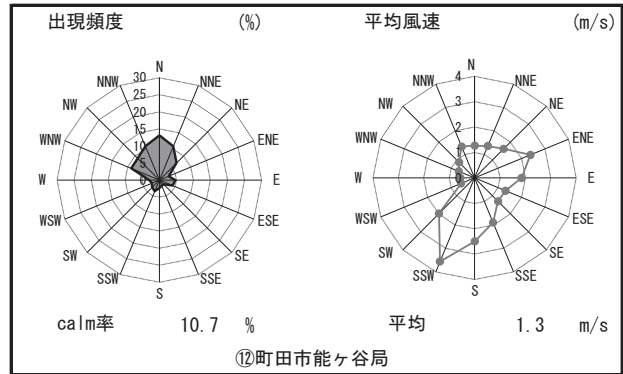 出現頻度 (%)
N
NNE
NE
ENE
E
ESE
SE
SSE
S
SSW
SW
WSW
W
WNW
NW
NNW
30
25
20
15
10
5
0
calm率 10.7 %
平均風速 (m/s)
N
NNE
NE
ENE
E
ESE
SE
SSE
S
SSW
SW
WSW
W
WNW
NW
NNW
4
3
2
1
0
平均 1.3 m/s
⑫町田市能ヶ谷局